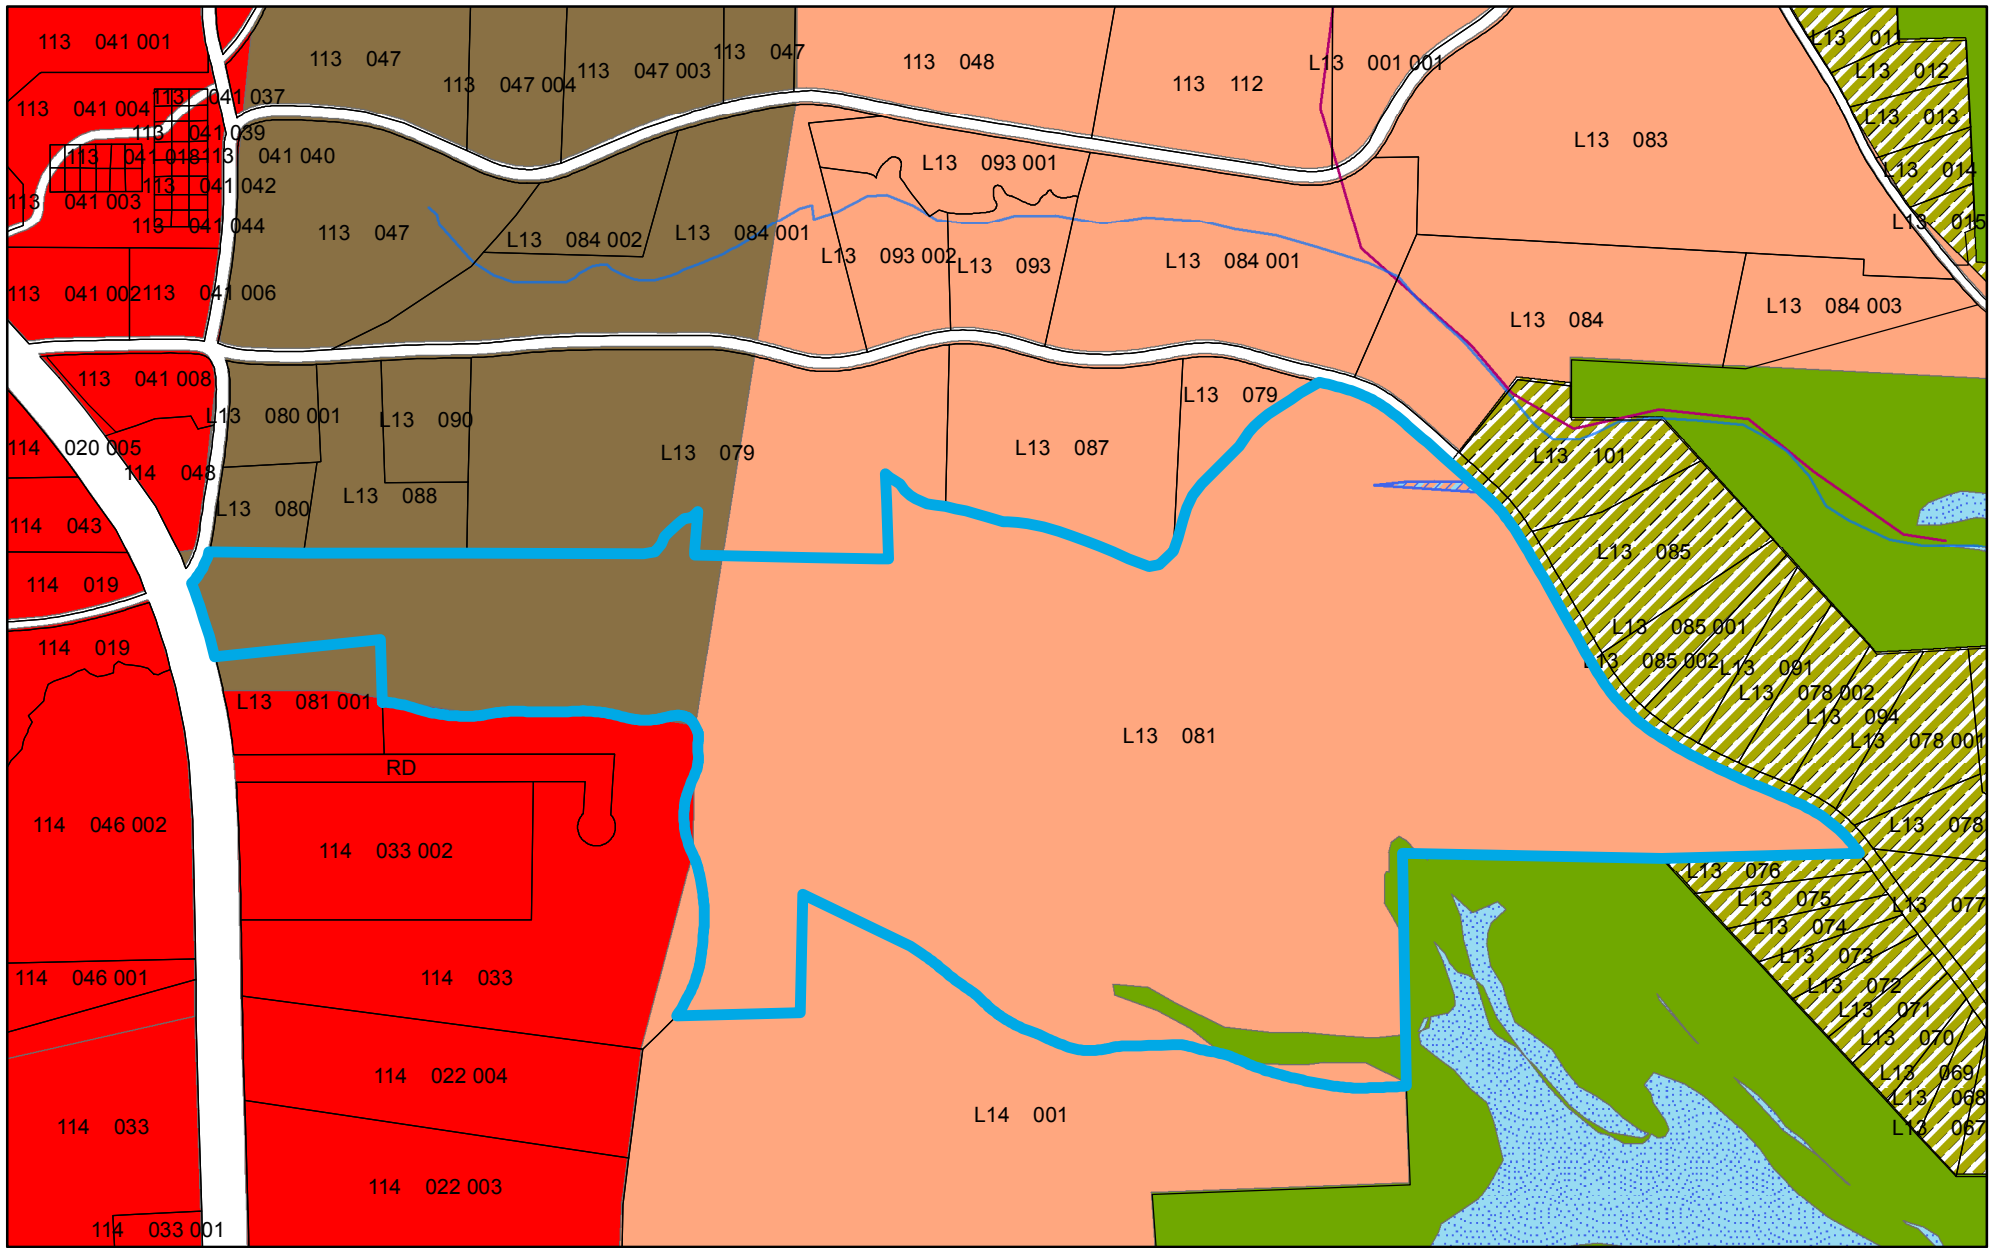 113 041 001
113 047
113 047 004
113 047 003
113 047
113 048
113 112
L13 001 001
L13 011
L13 012
113 041 004
113 041 037
113 041 039
113 041 018
113 041 040
113 041 042
113 041 003
113 041 044
L13 083
L13 013
L13 014
L13 015
L13 093 001
113 047
L13 084 002
L13 084 001
L13 093 002
L13 093
L13 084 001
113 041 002
113 041 006
L13 084
L13 084 003
113 041 008
L13 080 001
L13 090
L13 079
L13 079
L13 087
L13 101
114 020 005
114 048
L13 088
L13 080
114 043
L13 085
114 019
114 019
L13 085 001
L13 085 002
L13 091
L13 078 002
L13 094
L13 078 001
L13 081 001
L13 081
RD
114 046 002
114 033 002
L13 078
L13 076
L13 075
L13 077
L13 074
L13 073
114 046 001
114 033
L13 072
L13 071
L13 070
114 022 004
L13 069
L13 068
L14 001
114 033
L13 067
114 022 003
114 033 001